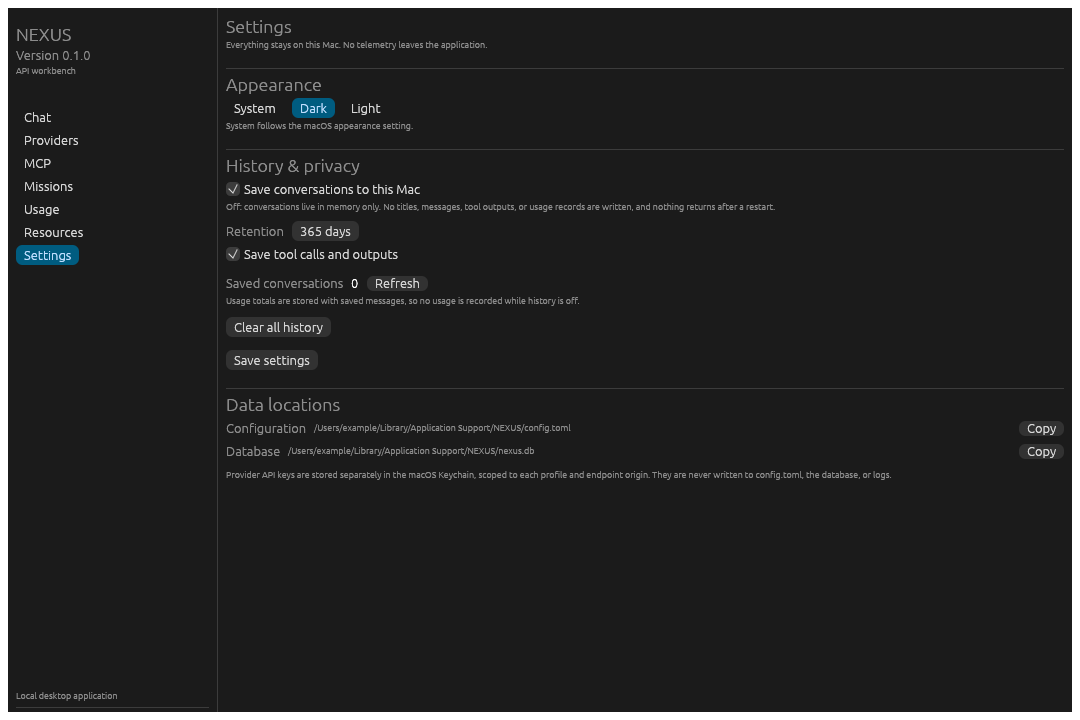 NEXUS
Version 0.1.0
API workbench
Chat
Providers
MCP
Missions
Usage
Resources
Settings
Local desktop application
Settings
Everything stays on this Mac. No telemetry leaves the application.
Appearance
System Dark Light
System follows the macOS appearance setting.
History & privacy
Save conversations to this Mac
Off: conversations live in memory only. No titles, messages, tool outputs, or usage records are written, and nothing returns after a restart.
Retention 365 days
Save tool calls and outputs
Saved conversations 0 Refresh
Usage totals are stored with saved messages, so no usage is recorded while history is off.
Clear all history
Save settings
Data locations
Configuration /Users/example/Library/Application Support/NEXUS/config.toml Copy
Database /Users/example/Library/Application Support/NEXUS/nexus.db Copy
Provider API keys are stored separately in the macOS Keychain, scoped to each profile and endpoint origin. They are never written to config.toml, the database, or logs.